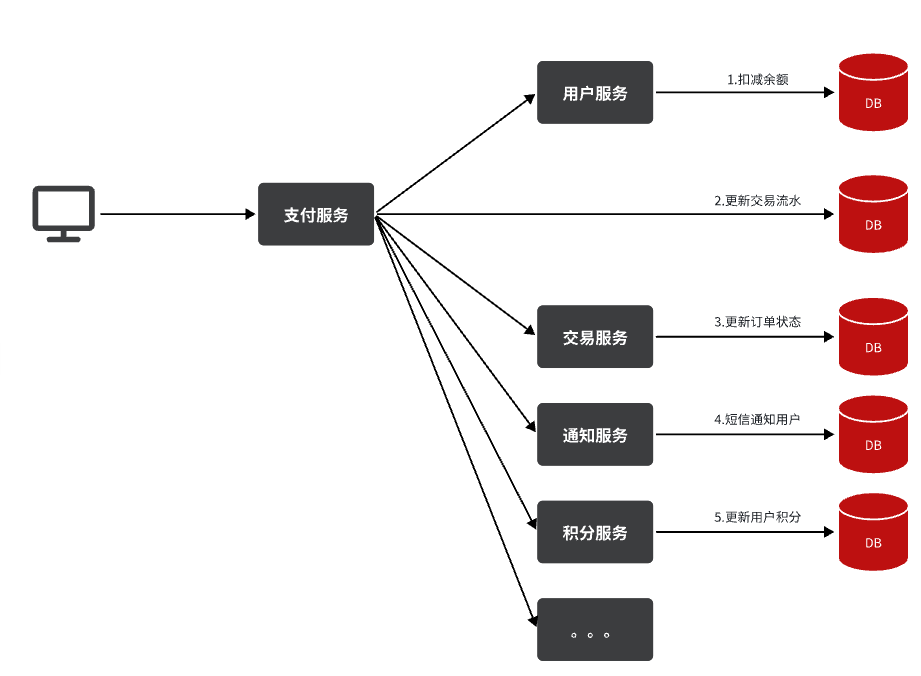 用户服务
1.扣减余额
DB
支付服务
2.更新交易流水
DB
交易服务
3.更新订单状态
DB
通知服务
4.短信通知用户
DB
积分服务
5.更新用户积分
DB
。。。